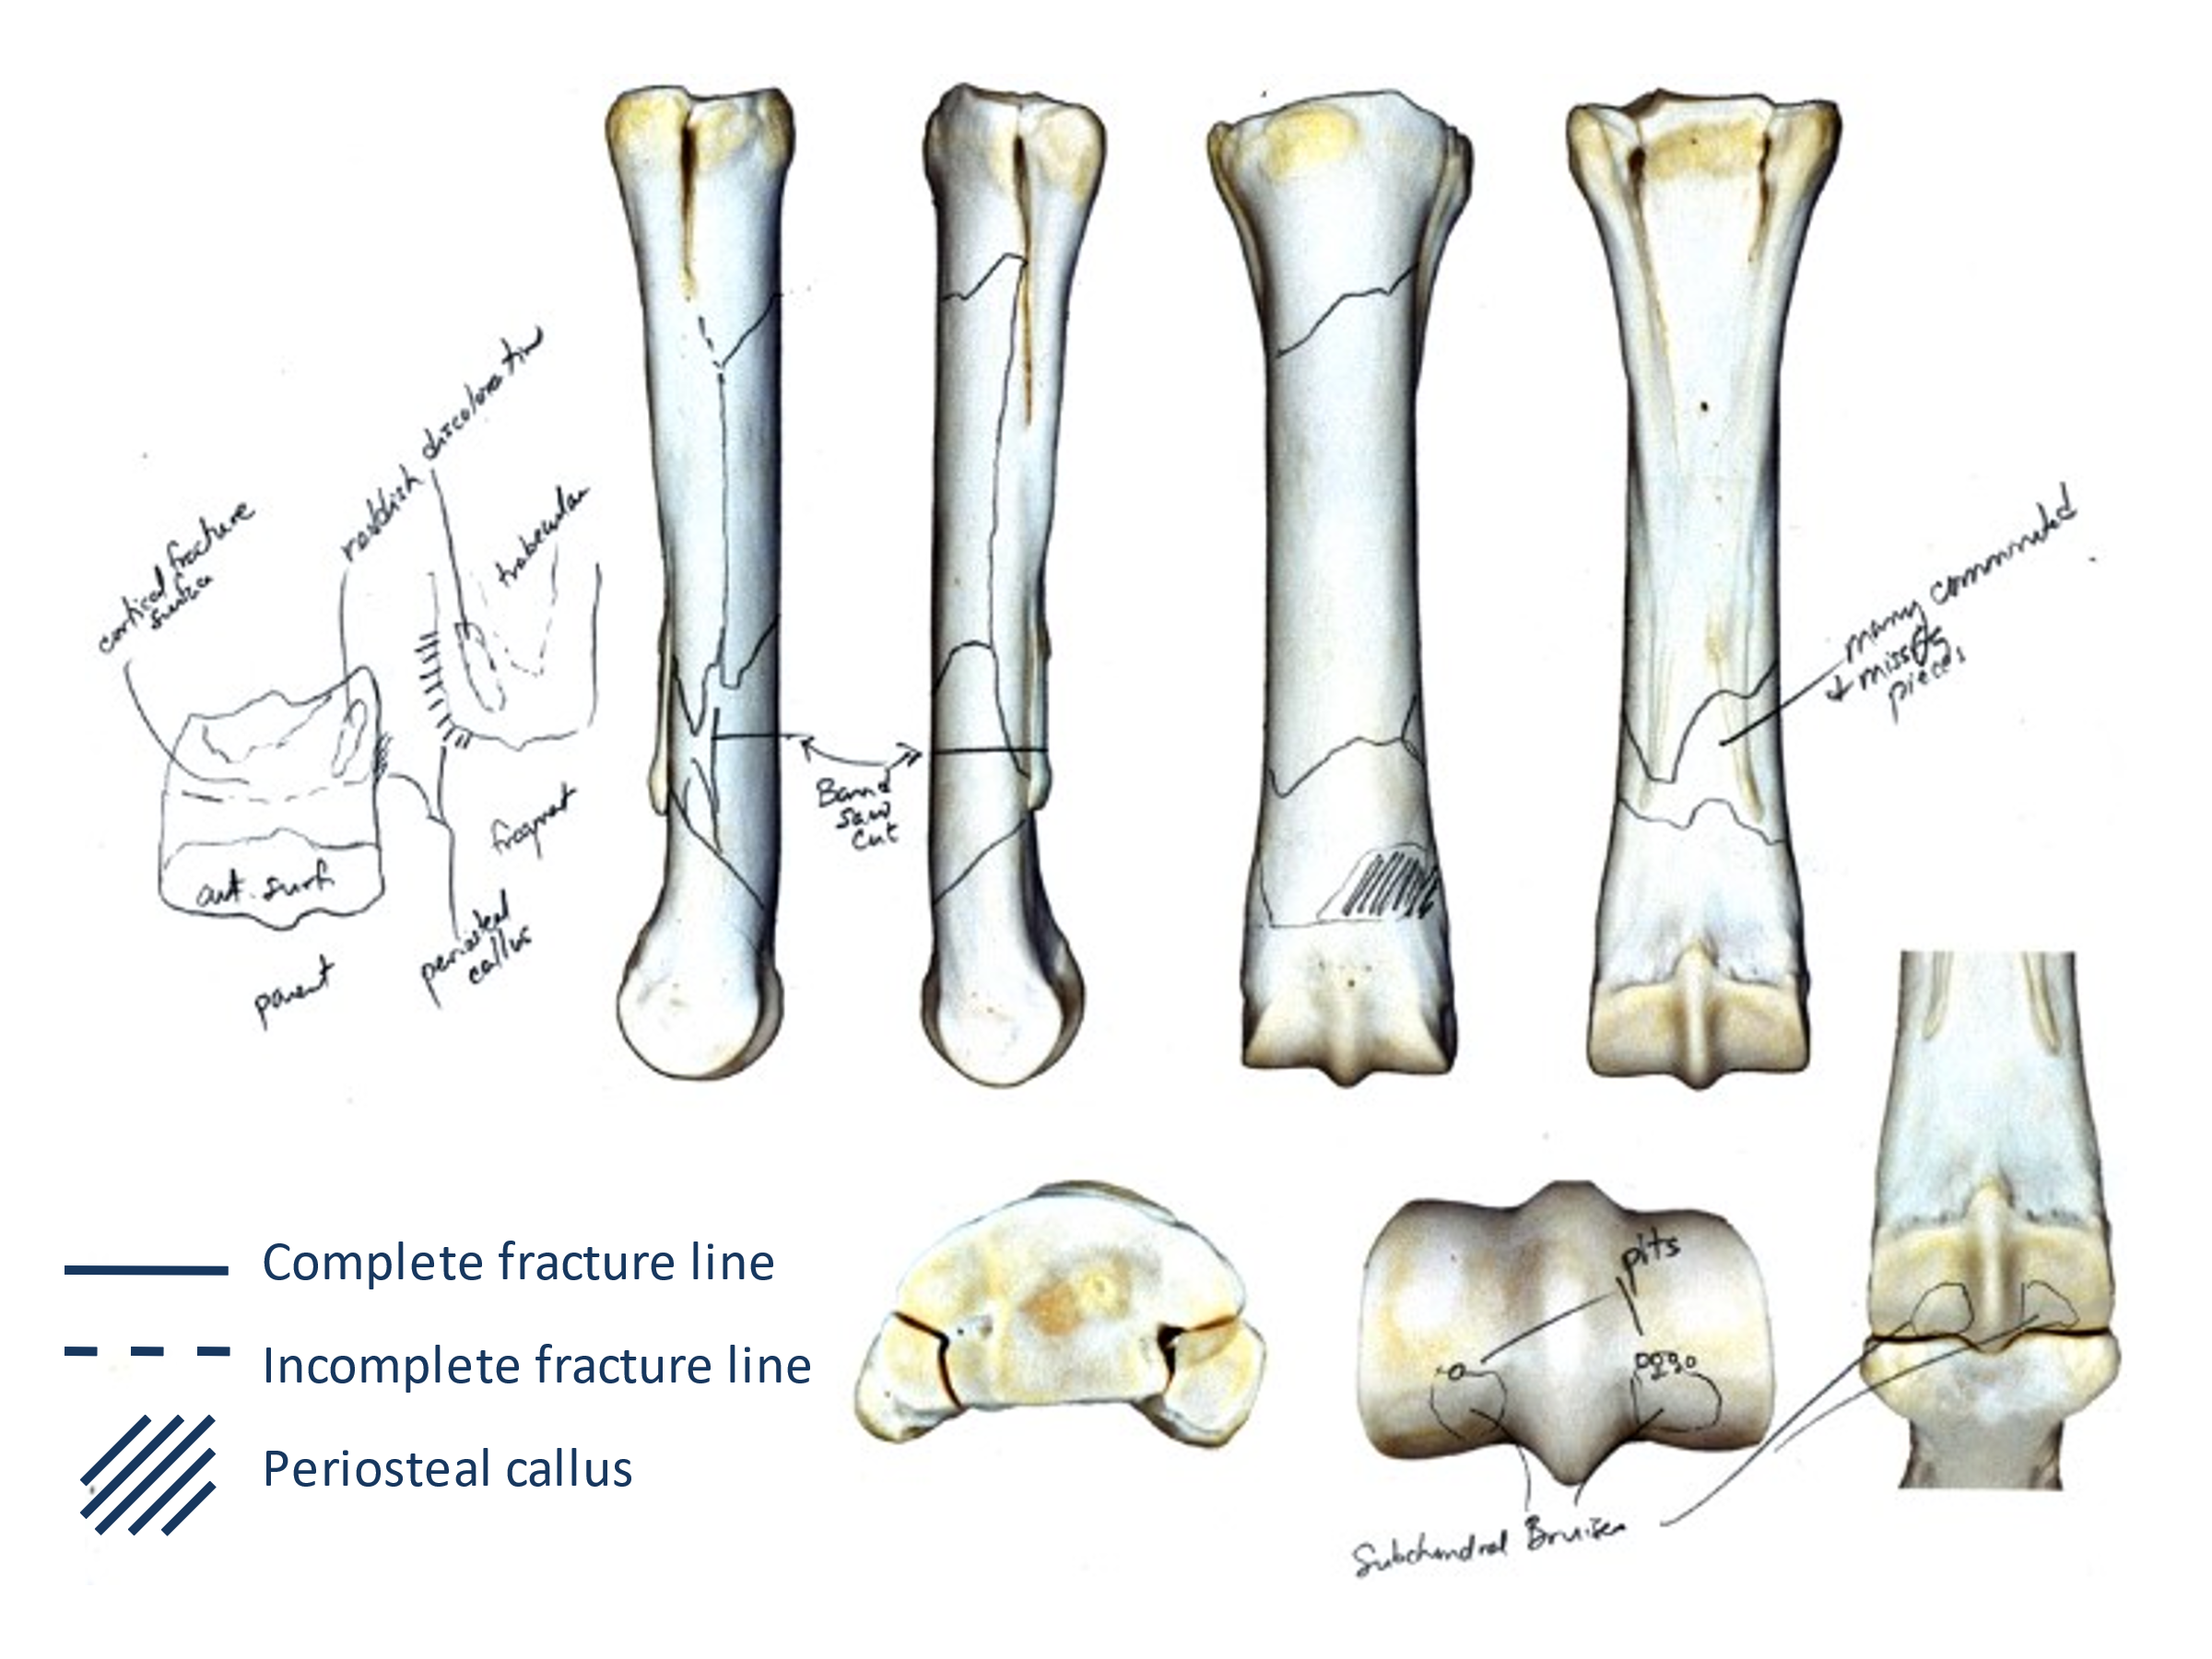 reddish discoloration
cortical fracture
surface
trabecular
many comminuted
+ missing
pieces
Band
saw
cut
fragment
ant. surf.
periosteal
callus
parent
pits
Subchondral Bruises
Complete fracture line
Incomplete fracture line
Periosteal callus